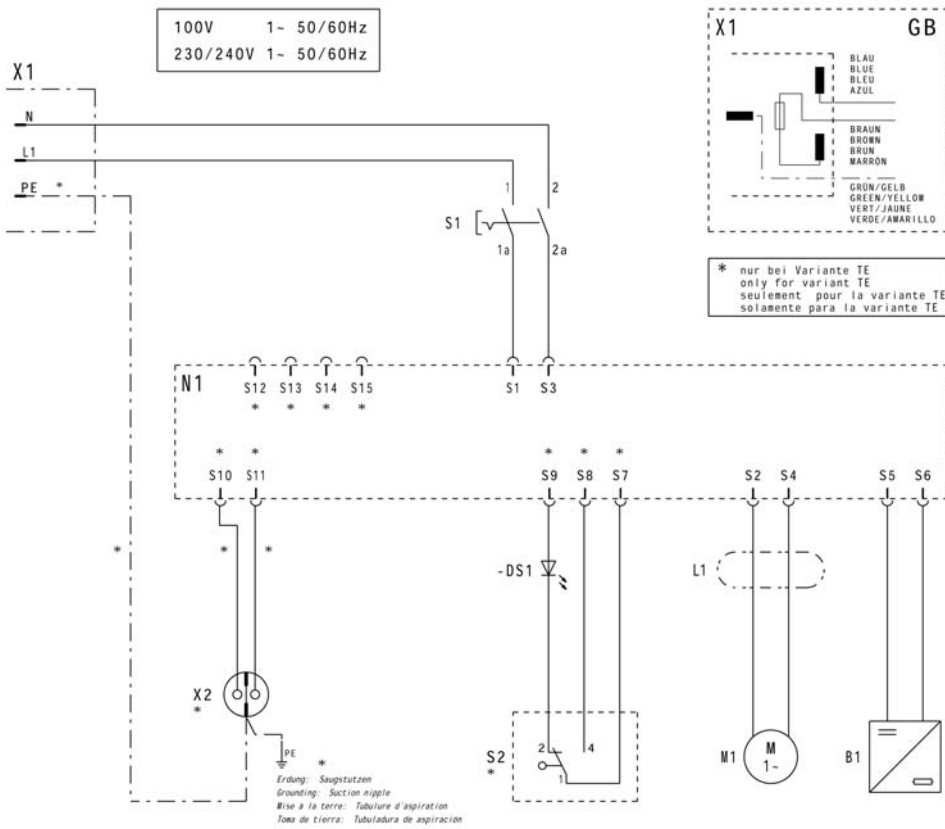 100V 1~ 50/60Hz
230/240V 1~ 50/60Hz
X1 GB
BLAU
BLUE
BLEU
AZUL
BRAUN
BROWN
BRUN
MARRÓN
GRÜN/GELB
GREEN/YELLOW
VERT/JAUNE
VERDE/AMARILLO
* nur bei Variante TE
only for variant TE
seulement pour la variante TE
solamente para la variante TE
X1
N
L1
PE *
1 2
S1
1a 2a
N1
S12 S13 S14 S15 S1 S3
* * * *
* * * * *
S10 S11 S9 S8 S7 S2 S4 S5 S6
* * *
-DS1 L1
X2
*
PE
*
Erdung: Saugstutzen
Grounding: Suction nipple
Mise à la terre: Tubulure d'aspiration
Toma de tierra: Tubuladura de aspiración
S2
*
2 4
1
M1
M
1~
B1